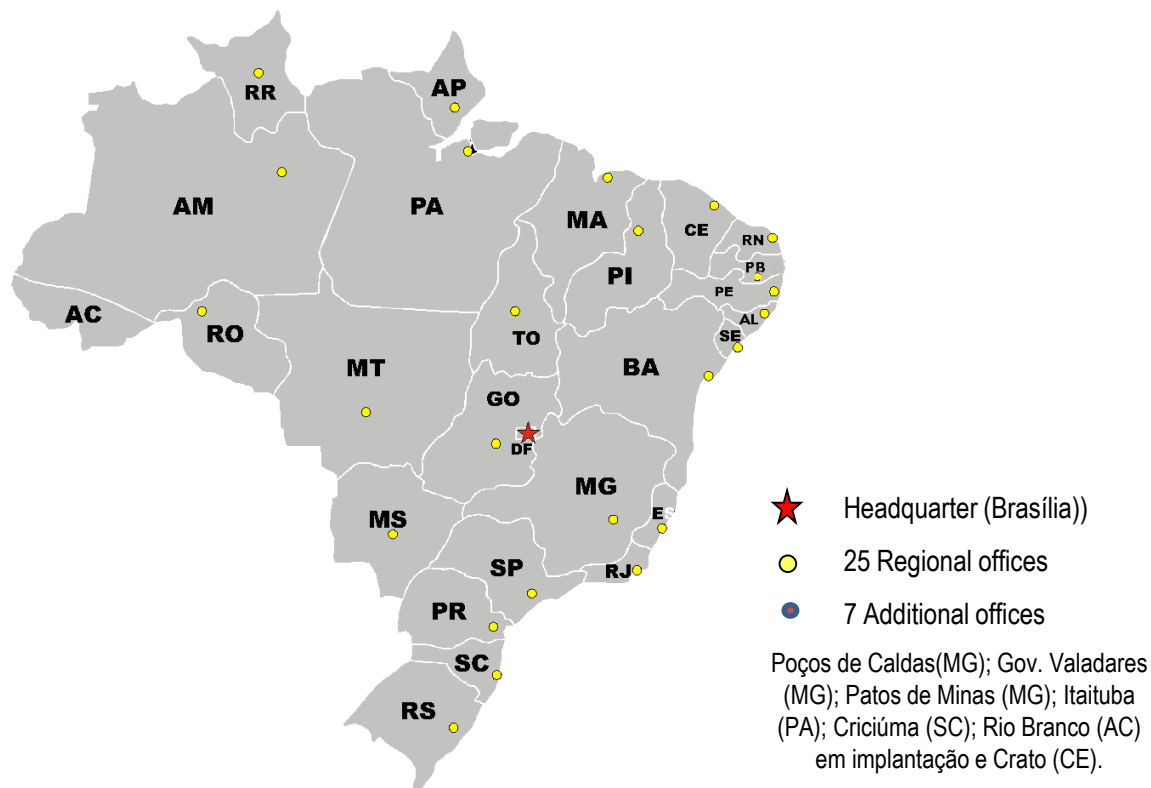 RR
AP
AM
PA
MA
CE
RN
PB
PI
PE
AC
AL
RO
TO
SE
MT
BA
GO
DF
MG
MS
ES
SP
RJ
PR
SC
RS
Headquarter (Brasília))
25 Regional offices
7 Additional offices
Poços de Caldas(MG); Gov. Valadares
(MG); Patos de Minas (MG); Itaituba
(PA); Criciúma (SC); Rio Branco (AC)
em implantação e Crato (CE).